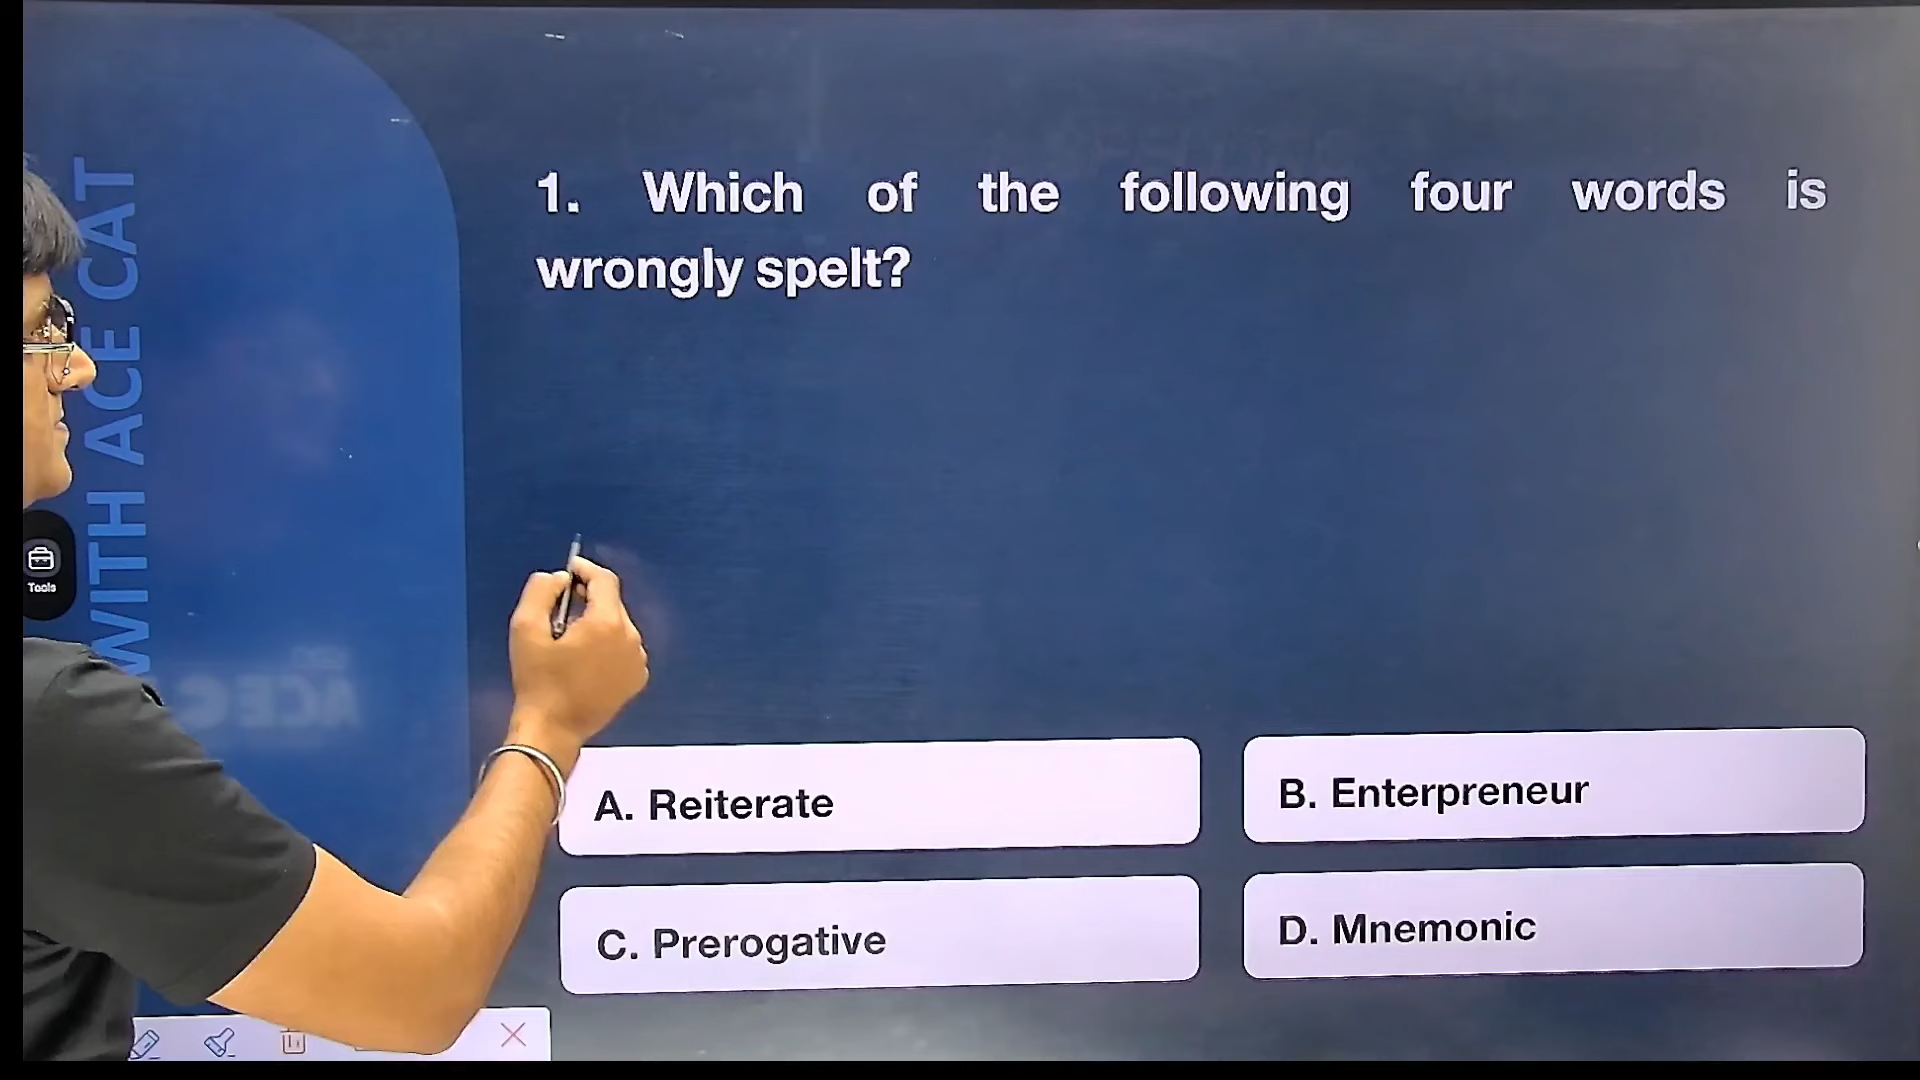 WITH ACE CAT
1. Which of the following four words is
wrongly spelt?
Tools
A. Reiterate
B. Enterpreneur
C. Prerogative
D. Mnemonic